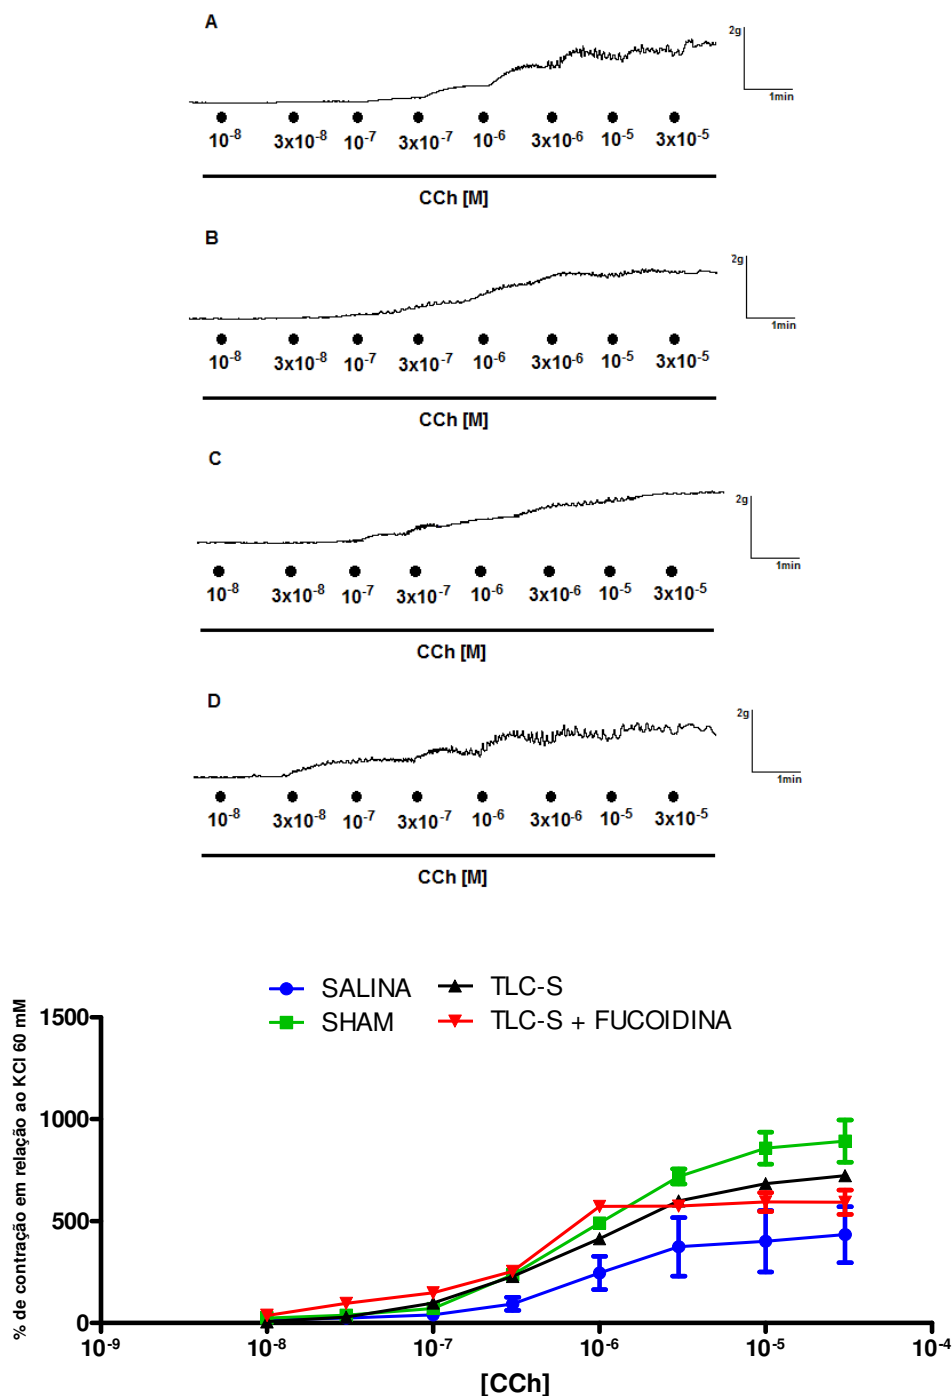 A
2g
1min
10-8 3x10-8 10-7 3x10-7 10-6 3x10-6 10-5 3x10-5
CCh [M]
B
2g
1min
10-8 3x10-8 10-7 3x10-7 10-6 3x10-6 10-5 3x10-5
CCh [M]
C
2g
1min
10-8 3x10-8 10-7 3x10-7 10-6 3x10-6 10-5 3x10-5
CCh [M]
D
2g
1min
10-8 3x10-8 10-7 3x10-7 10-6 3x10-6 10-5 3x10-5
CCh [M]
SALINA TLC-S
SHAM TLC-S + FUCOIDINA
% de contração em relação ao KCl 60 mM
1500
1000
500
0
10-9 10-8 10-7 10-6 10-5 10-4
[CCh]